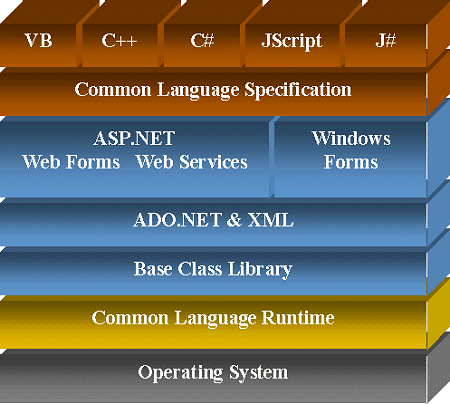 VB C++ C# JScript J#
Common Language Specification
ASP.NET
Web Forms Web Services
Windows
Forms
ADO.NET & XML
Base Class Library
Common Language Runtime
Operating System